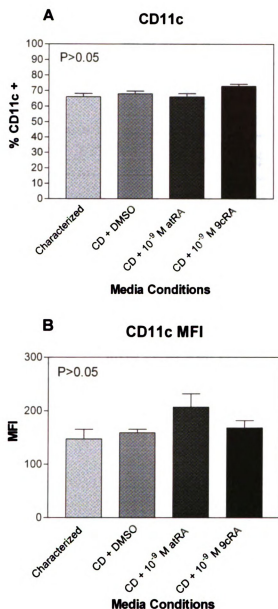 A
CD11c
% CD11c +
P>0.05
100
90
80
70
60
50
40
30
20
10
0
Characterized
CD + DMSO
CD + 10⁻⁹ M atRA
CD + 10⁻⁹ M 9cRA
Media Conditions
B
CD11c MFI
MFI
P>0.05
300
200
100
0
Characterized
CD + DMSO
CD + 10⁻⁹ M atRA
CD + 10⁻⁹ M 9cRA
Media Conditions